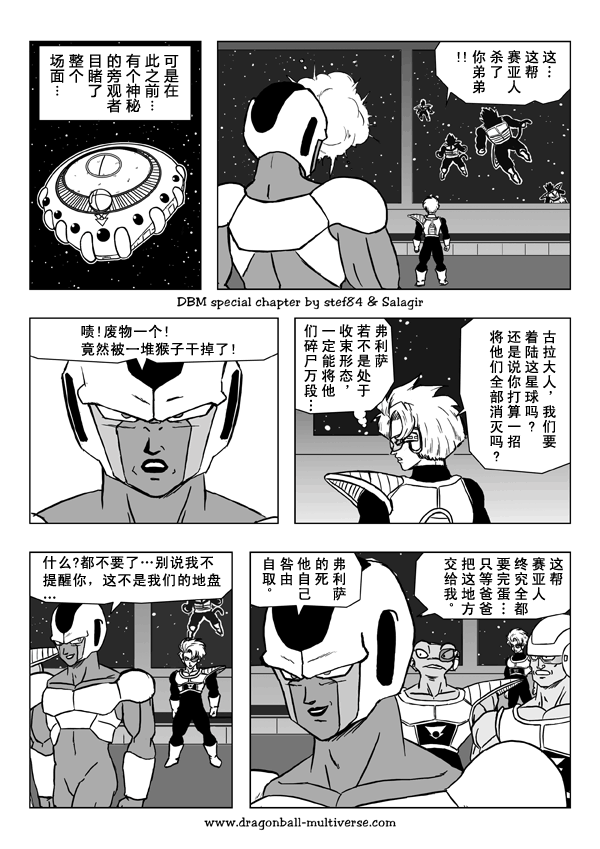 可是在
此之前…
有个神秘
的旁观者
目睹了
整个
场面…
这…
这帮
赛亚人
杀了
你弟弟
!!
DBM special chapter by stef84 & Salagir
啧!废物一个!
竟然被一堆猴子干掉了!
弗利萨
若不是处于
收束形态,
一定能将他
们碎尸万段…
古拉大人,我们要
着陆这星球吗?
还是说你打算一招
将他们全部消灭吗?
什么?都不要了…别说我不
提醒你,这不是我们的地盘
…
弗利萨
的死
他自己
咎由
自取。
这帮
赛亚人
终究全都
要完蛋…
只等爸爸
把这地方
交给我。
www.dragonball-multiverse.com